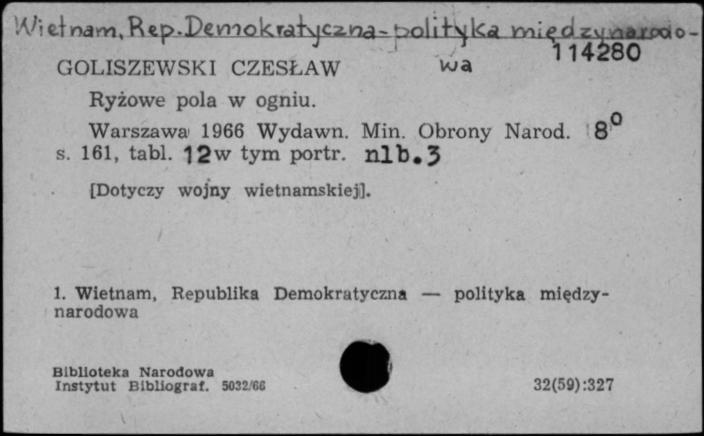 Wietnam, Rep. Demokratyczna - polityka międzynarodo-
wa
114280
GOLISZEWSKI CZESŁAW
Ryżowe pola w ogniu.
Warszawa 1966 Wydawn. Min. Obrony Narod. 8°
s. 161, tabl. 12 w tym portr. nlb. 3
[Dotyczy wojny wietnamskiej].
1. Wietnam, Republika Demokratyczna — polityka między-
narodowa
Biblioteka Narodowa
Instytut Bibliograf. 5032/66
32(59):327